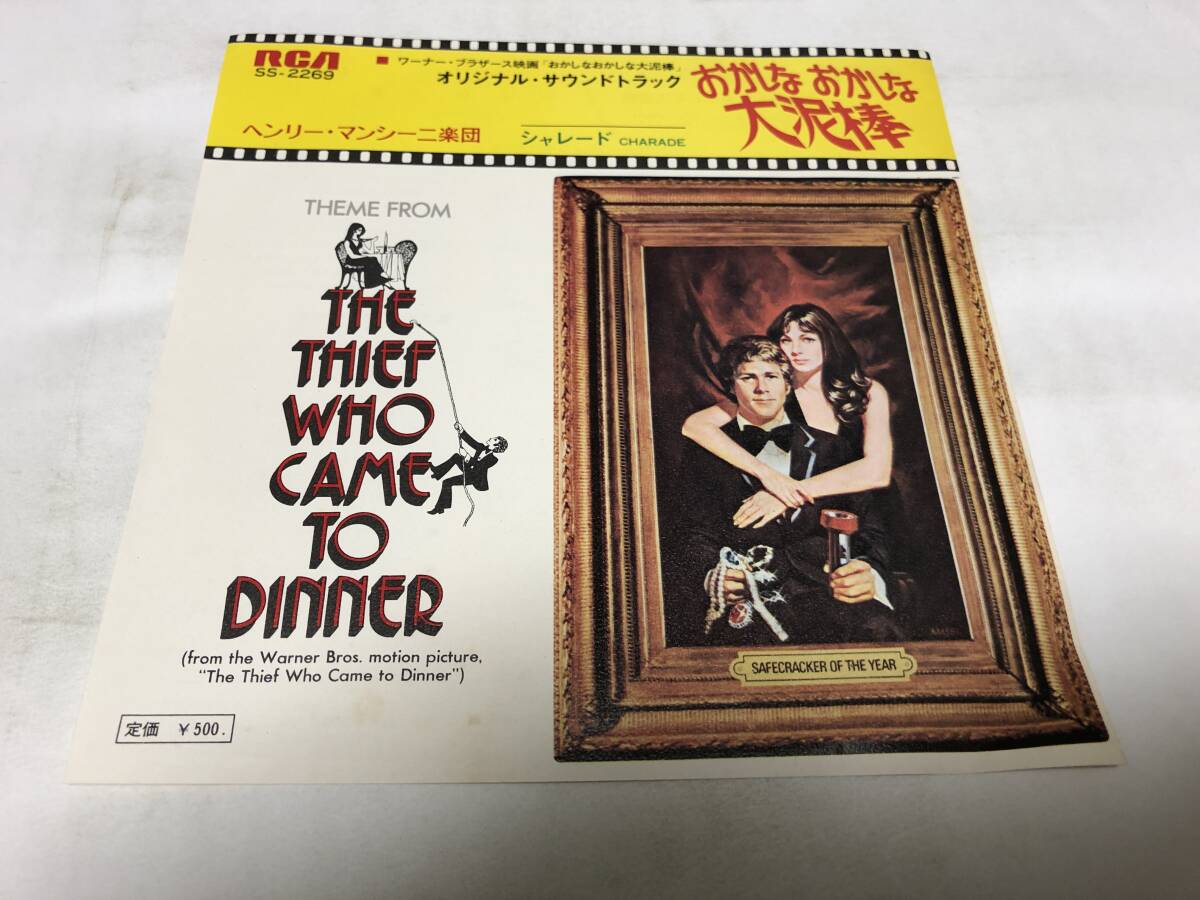 RCA
SS-2269
■ ワーナー・ブラザース映画「おかしなおかしな大泥棒」
オリジナル・サウンドトラック
おかしな おかしな
大泥棒
ヘンリー・マンシーニ楽団
シャレード CHARADE
THEME FROM
THE
THIEF
WHO
CAME
TO
DINNER
(from the Warner Bros. motion picture,
"The Thief Who Came to Dinner")
定価 ￥500.
SAFECRACKER OF THE YEAR